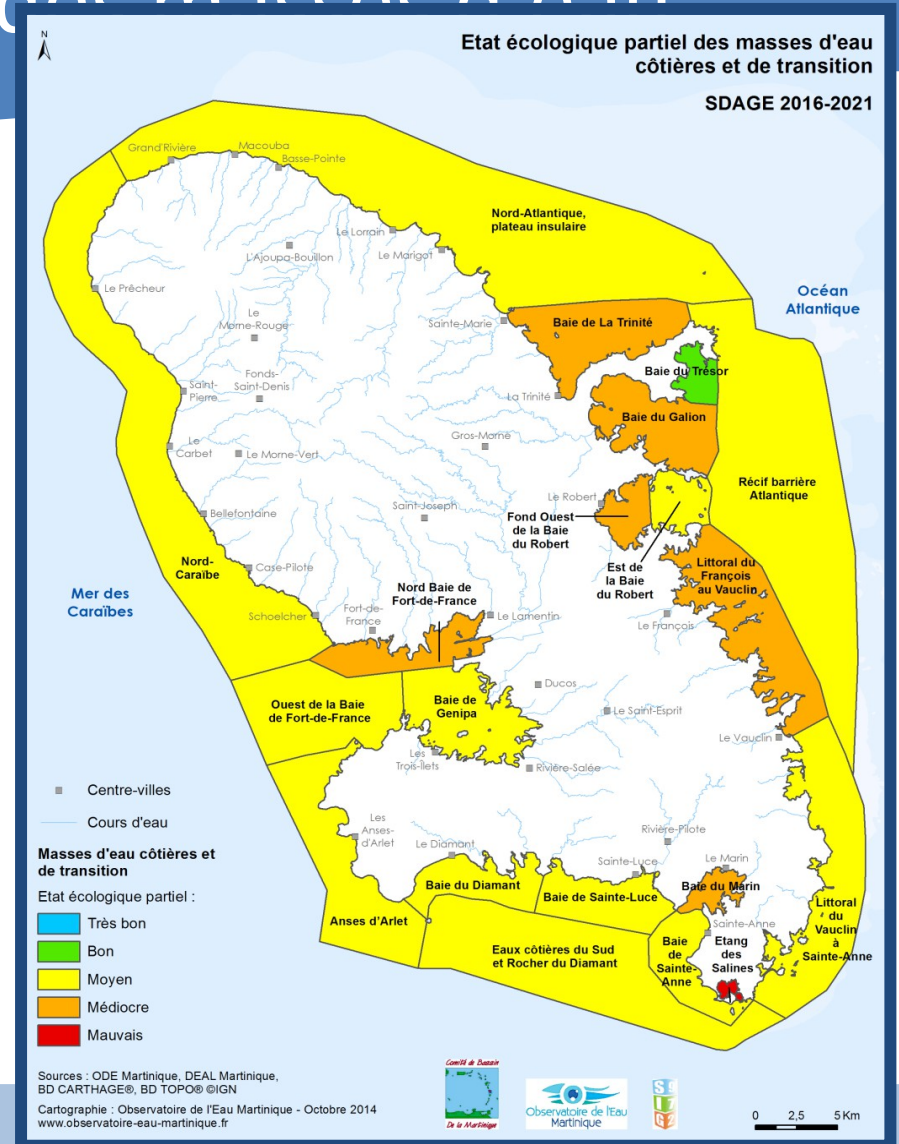 N
Etat écologique partiel des masses d'eau
côtières et de transition
SDAGE 2016-2021
Grand'Rivière
Macouba
Basse-Pointe
Nord-Atlantique,
plateau insulaire
Le Lorrain
L'Ajoupa-Bouillon
Le Marigot
Le Prêcheur
Océan
Atlantique
Le
Morne-Rouge
Sainte-Marie
Baie de La Trinité
Fonds-
Saint-Denis
Baie du Trésor
Saint-
Pierre
La Trinité
Baie du Galion
Gros-Morne
Le
Carbet
Le Morne-Vert
Récif barrière
Atlantique
Le Robert
Saint-Joseph
Bellefontaine
Fond Ouest
de la Baie
du Robert
Est de
la Baie
du Robert
Littoral du
François
au Vauclin
Nord-
Caraïbe
Case-Pilote
Nord Baie de
Fort-de-France
Mer des
Caraïbes
Schoelcher
Fort-de-
France
Le Lamentin
Le François
Ducos
Ouest de la Baie
de Fort-de-France
Baie de
Genipa
Le Saint-Esprit
Le Vauclin
Les
Trois-Îlets
Rivière-Salée
Centre-villes
Cours d'eau
Les
Anses-
d'Arlet
Le Diamant
Rivière-Pilote
Masses d'eau côtières et
de transition
Etat écologique partiel :
Très bon
Bon
Moyen
Médiocre
Mauvais
Sainte-Luce
Le Marin
Baie du Diamant
Baie de Sainte-Luce
Baie du Marin
Anses d'Arlet
Sainte-Anne
Littoral
du
Vauclin
à
Sainte-Anne
Eaux côtières du Sud
et Rocher du Diamant
Baie
de
Sainte-
Anne
Etang
des
Salines
Sources : ODE Martinique, DEAL Martinique,
BD CARTHAGE®, BD TOPO® ©IGN
Cartographie : Observatoire de l'Eau Martinique - Octobre 2014
www.observatoire-eau-martinique.fr
Comité de Bassin
De la Martinique
Observatoire de l'Eau
Martinique
0 2,5 5 Km